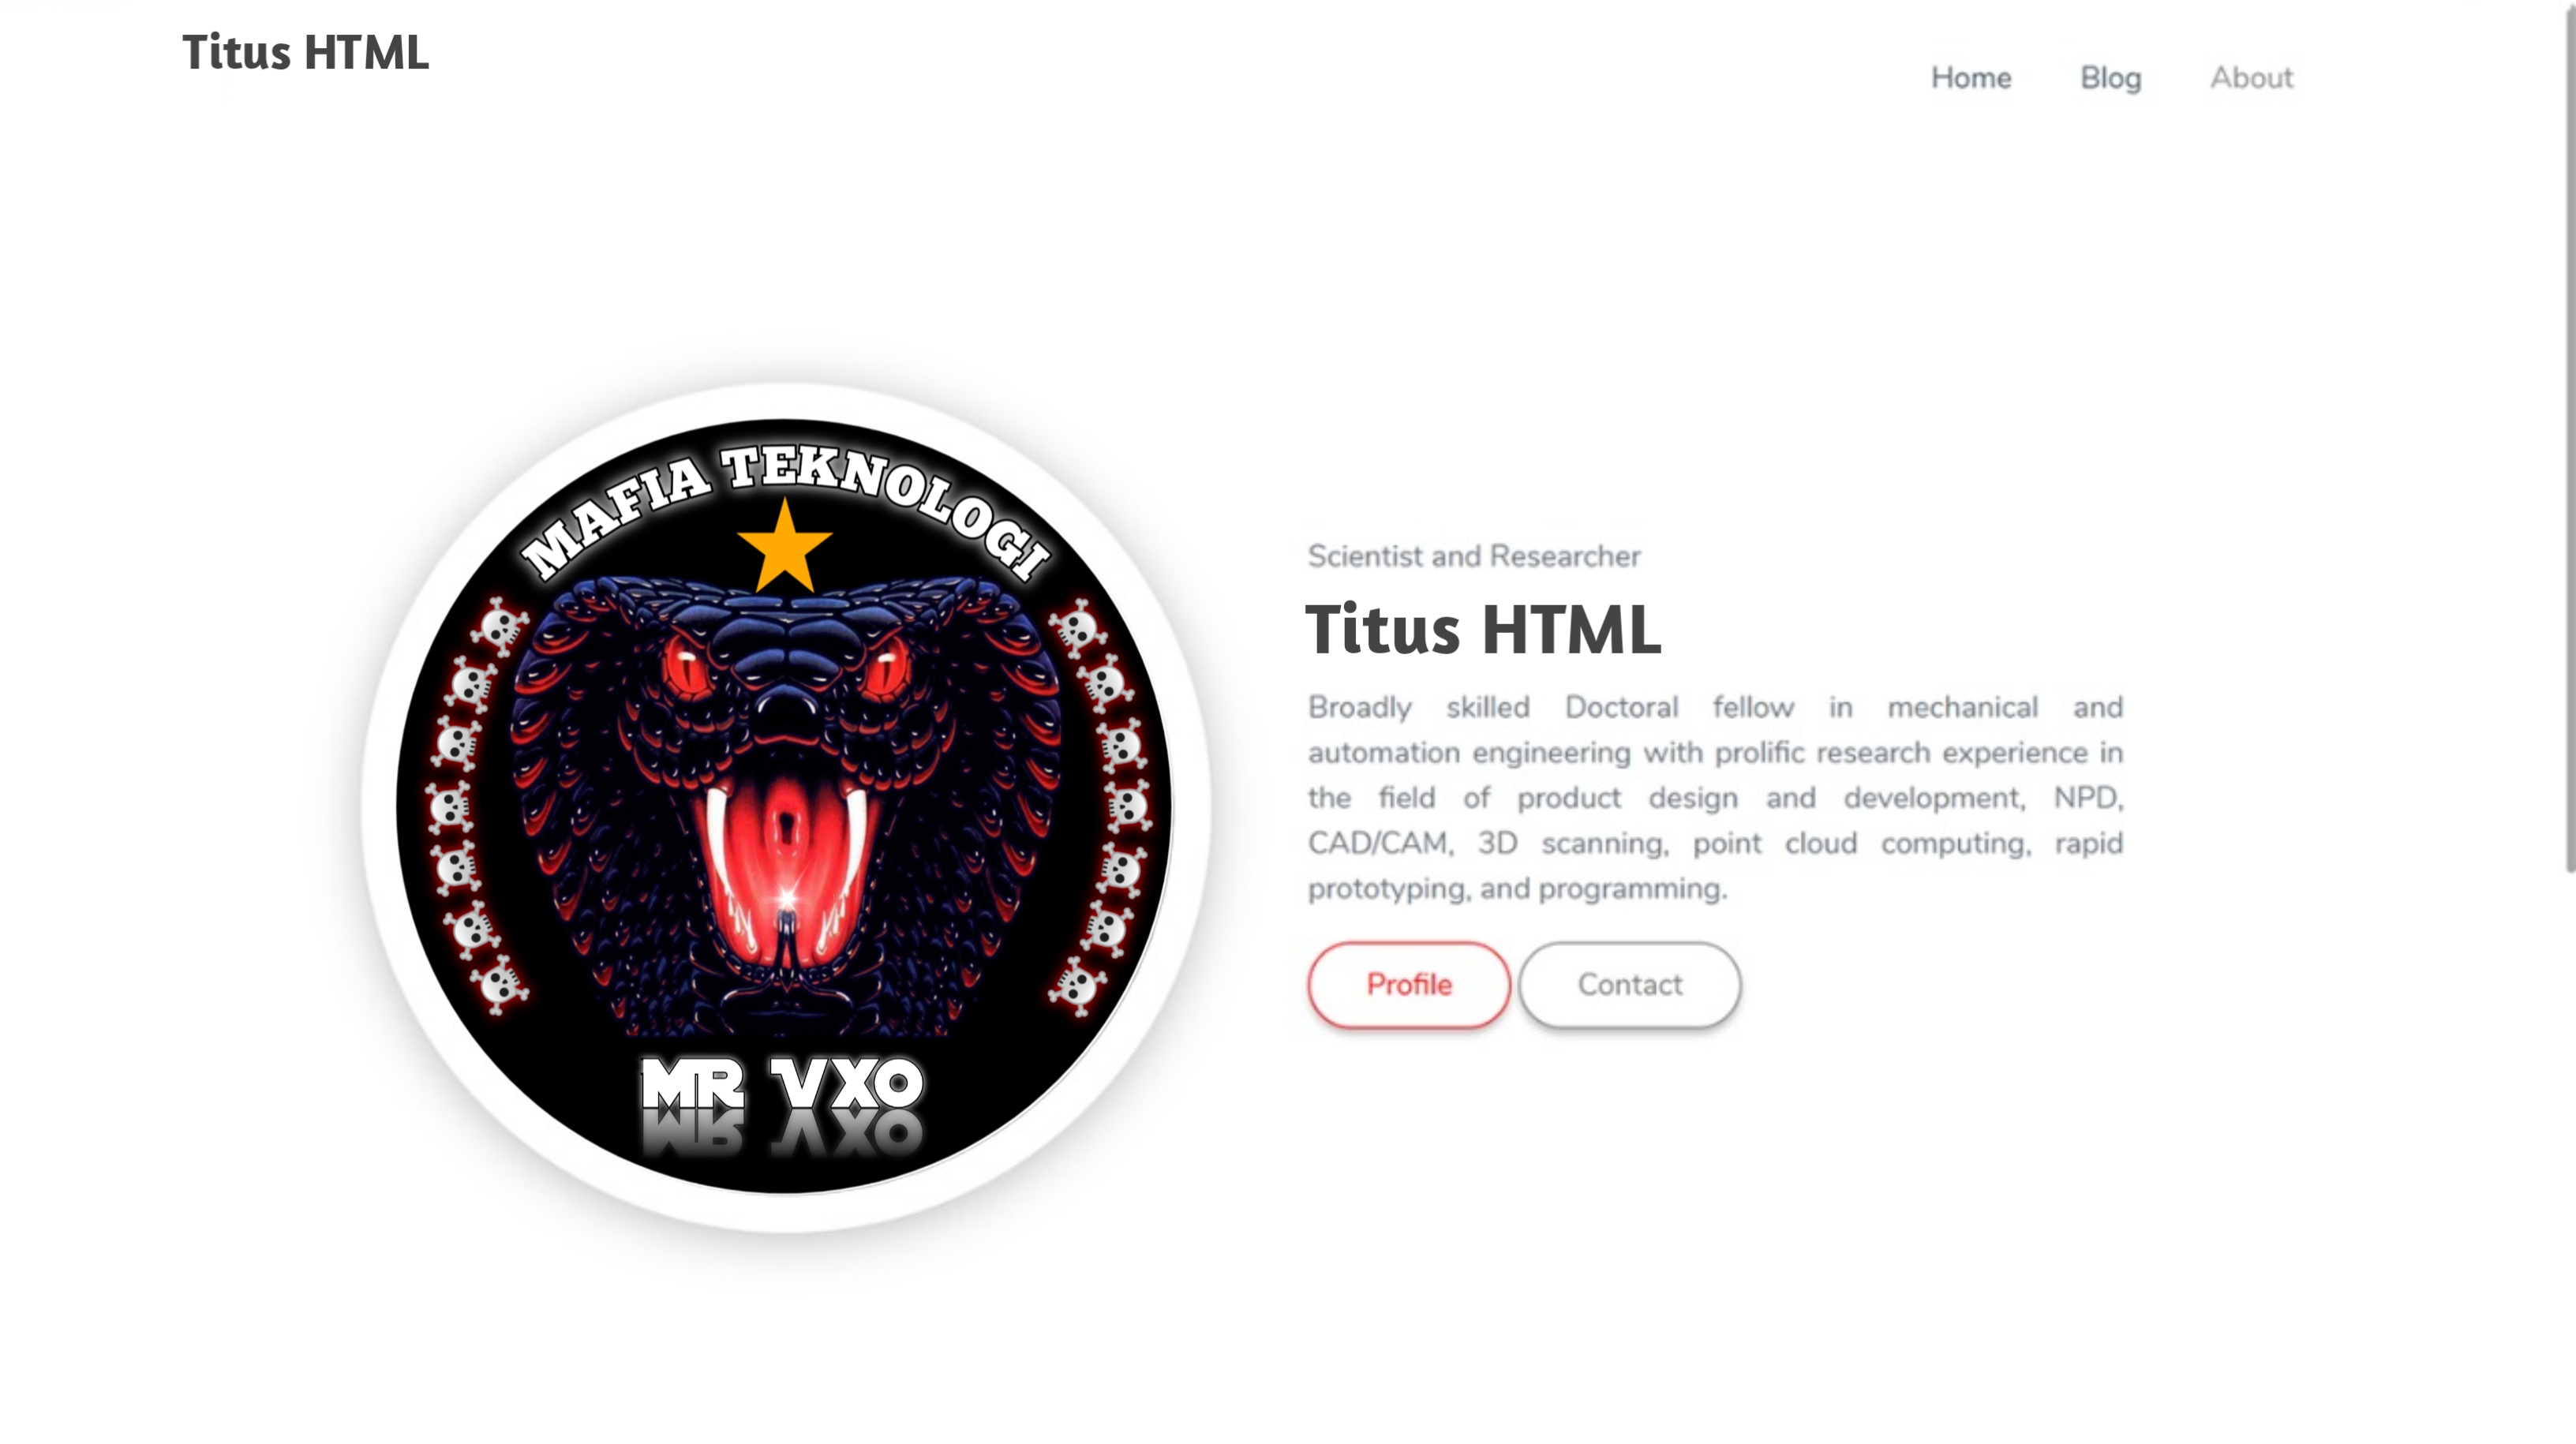 Titus HTML
Home Blog About
MAFIA TEKNOLOGI
MR VXO
Scientist and Researcher
Titus HTML
Broadly skilled Doctoral fellow in mechanical and
automation engineering with prolific research experience in
the field of product design and development, NPD,
CAD/CAM, 3D scanning, point cloud computing, rapid
prototyping, and programming.
Profile Contact